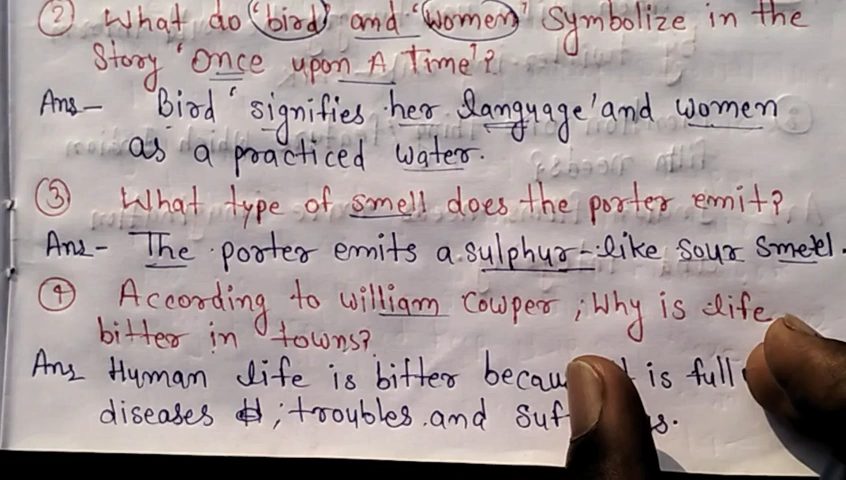 ② What do 'bird' and 'women' symbolize in the
Story 'Once upon A Time'?
Ans- Bird 'signifies her language' and women
as a practiced water.
③ What type of smell does the porter emit?
Ans- The porter emits a sulphur-like sour smell.
④ According to william Cowper ; Why is life
bitter in towns?
Ans Human life is bitter becau is full
diseases ; troubles and Suf s.